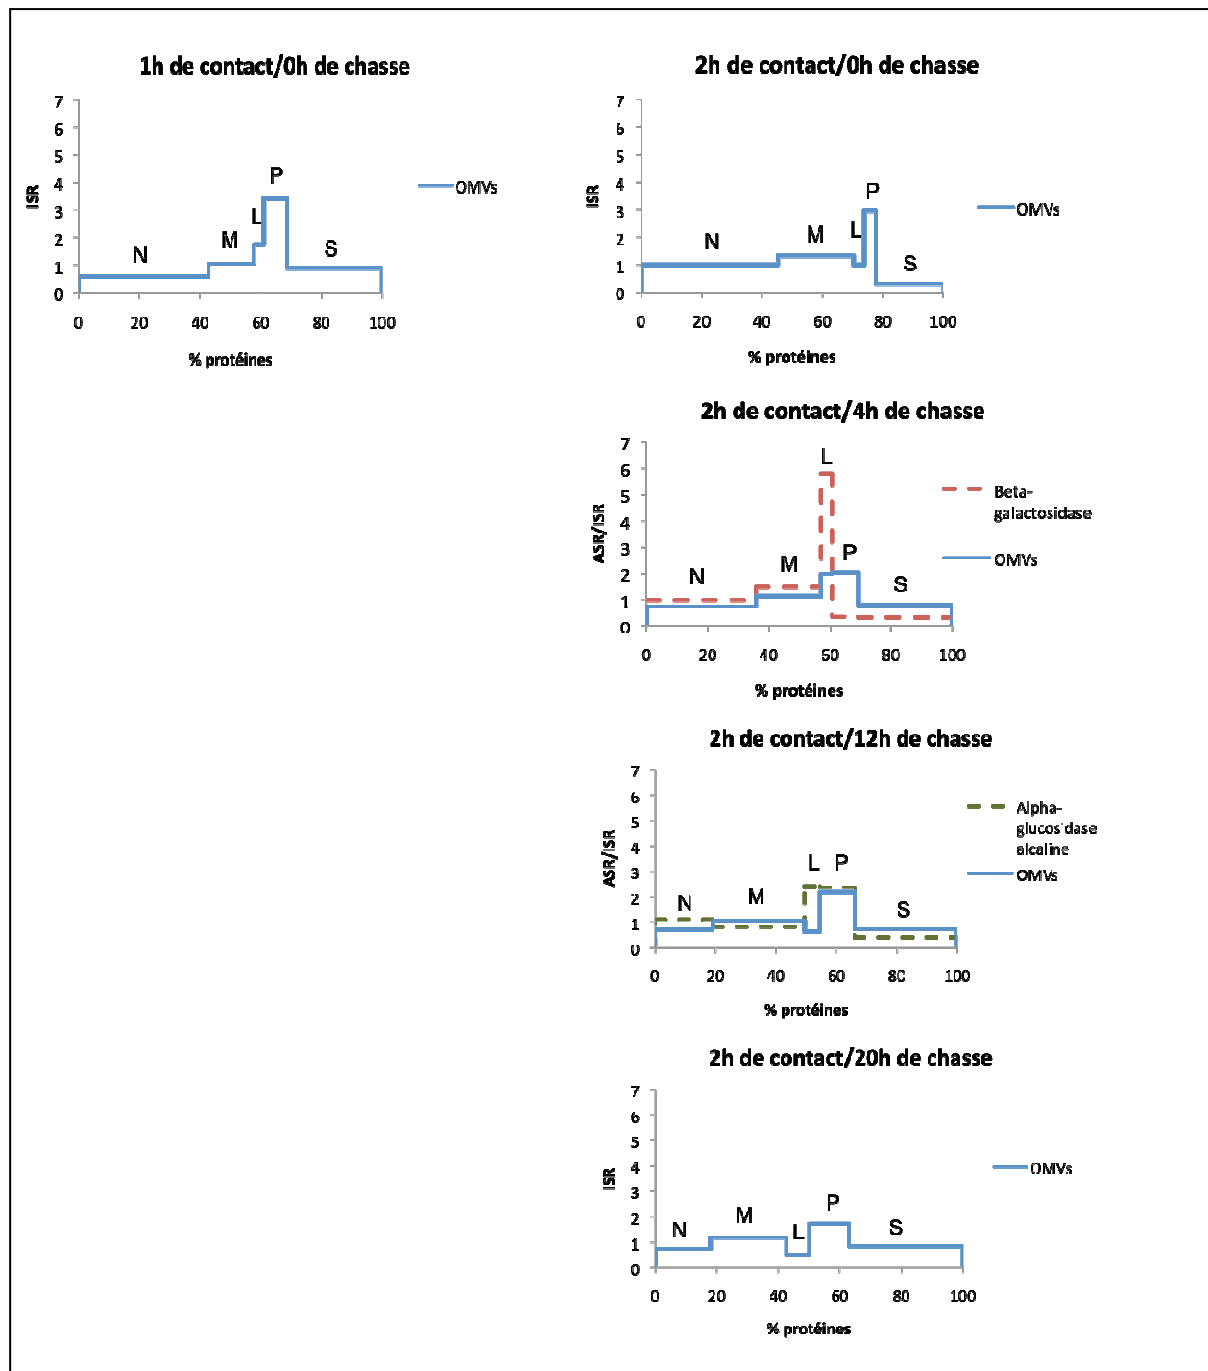 1h de contact/0h de chasse
7
6
5
4
3
2
1
0
ISR
N
M
L
P
S
OMVs
0 20 40 60 80 100
% protéines
2h de contact/0h de chasse
7
6
5
4
3
2
1
0
ISR
N
M
L
P
S
OMVs
0 20 40 60 80 100
% protéines
2h de contact/4h de chasse
7
6
5
4
3
2
1
0
ASR/ISR
N
M
L
P
S
Beta-
galactosidase
OMVs
0 20 40 60 80 100
% protéines
2h de contact/12h de chasse
7
6
5
4
3
2
1
0
ASR/ISR
N
M
L
P
S
Alpha-
glucosidase
alcaline
OMVs
0 20 40 60 80 100
% protéines
2h de contact/20h de chasse
7
6
5
4
3
2
1
0
ISR
N
M
L
P
S
OMVs
0 20 40 60 80 100
% protéines